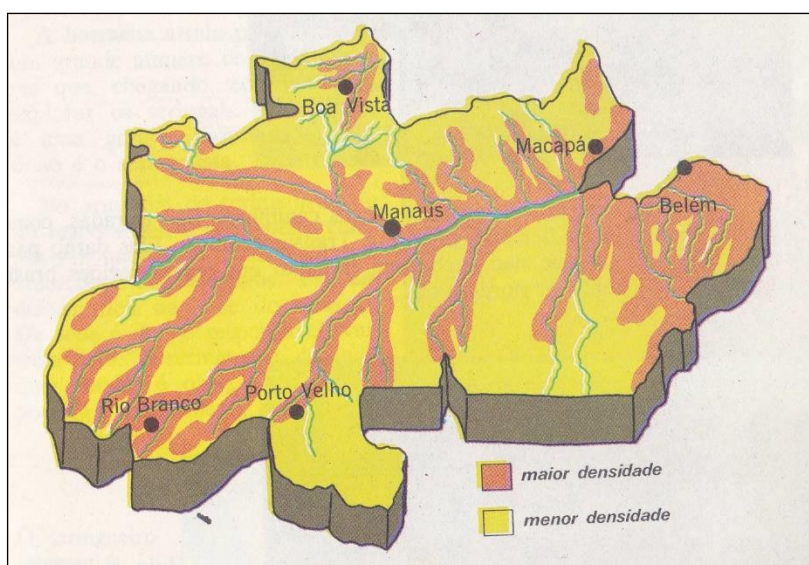 Boa Vista
Macapá
Belém
Manaus
Rio Branco
Porto Velho
maior densidade
menor densidade